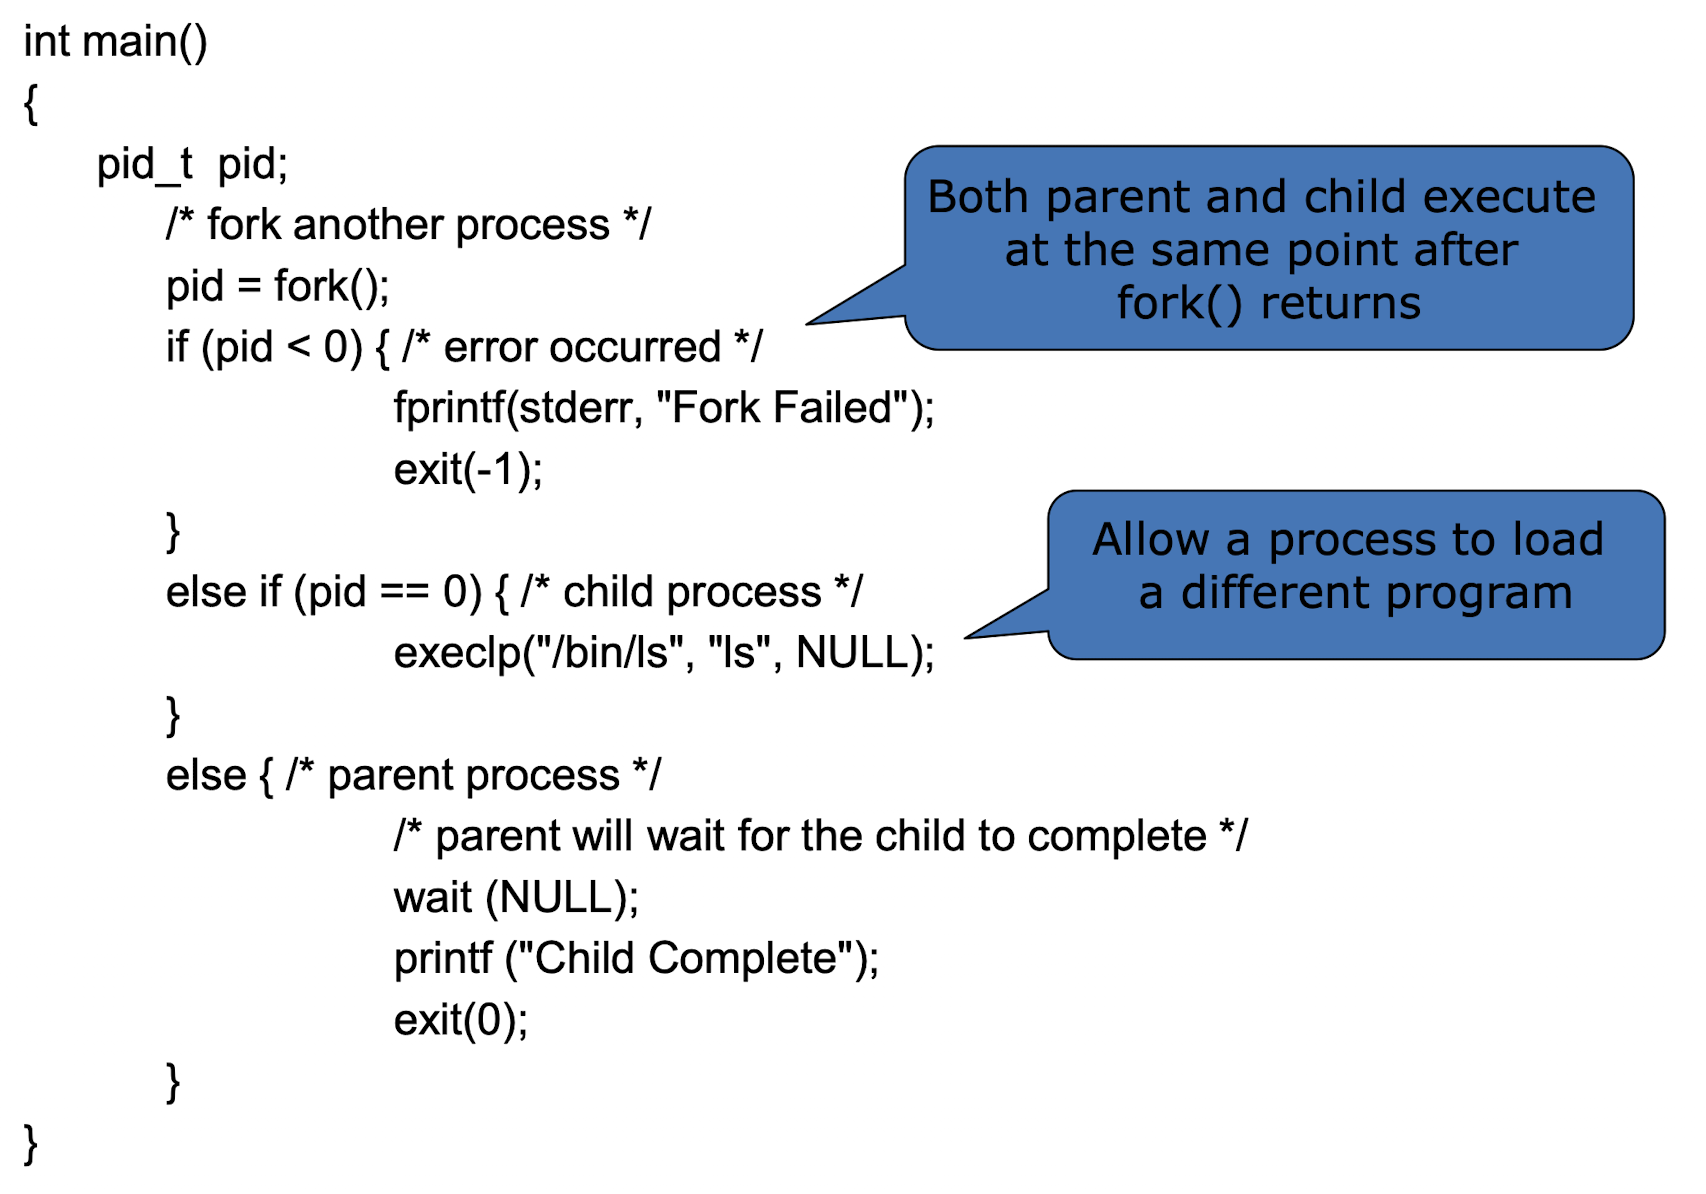 int main()
{
pid_t  pid;
/* fork another process */
pid = fork();
if (pid < 0) { /* error occurred */
fprintf(stderr, "Fork Failed");
exit(-1);
}
else if (pid == 0) { /* child process */
execlp("/bin/ls", "ls", NULL);
}
else { /* parent process */
/* parent will wait for the child to complete */
wait (NULL);
printf ("Child Complete");
exit(0);
}
}
Both parent and child execute
at the same point after
fork() returns
Allow a process to load
a different program